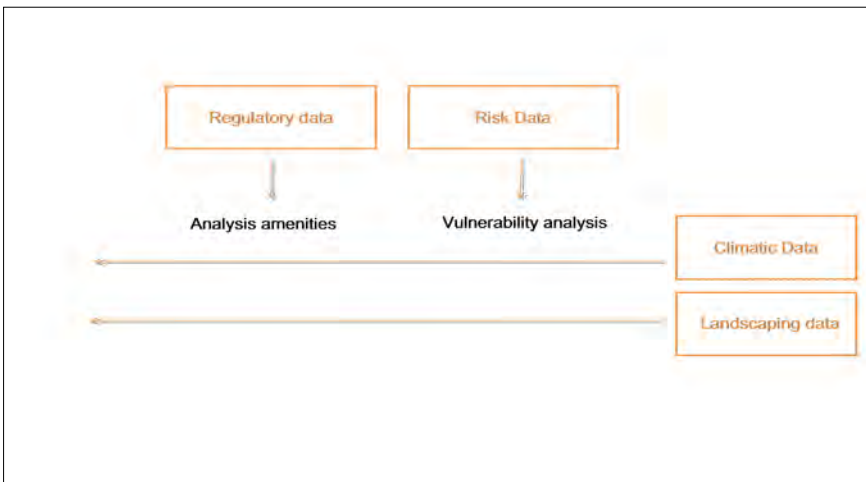 Regulatory data
Risk Data
Analysis amenities
Vulnerability analysis
Climatic Data
Landscaping data